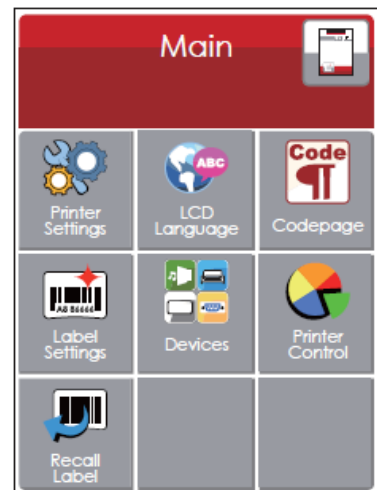 Main
ABC
Code
Printer
Settings
LCD
Language
Codepage
Label
Settings
Devices
Printer
Control
Recall
Label